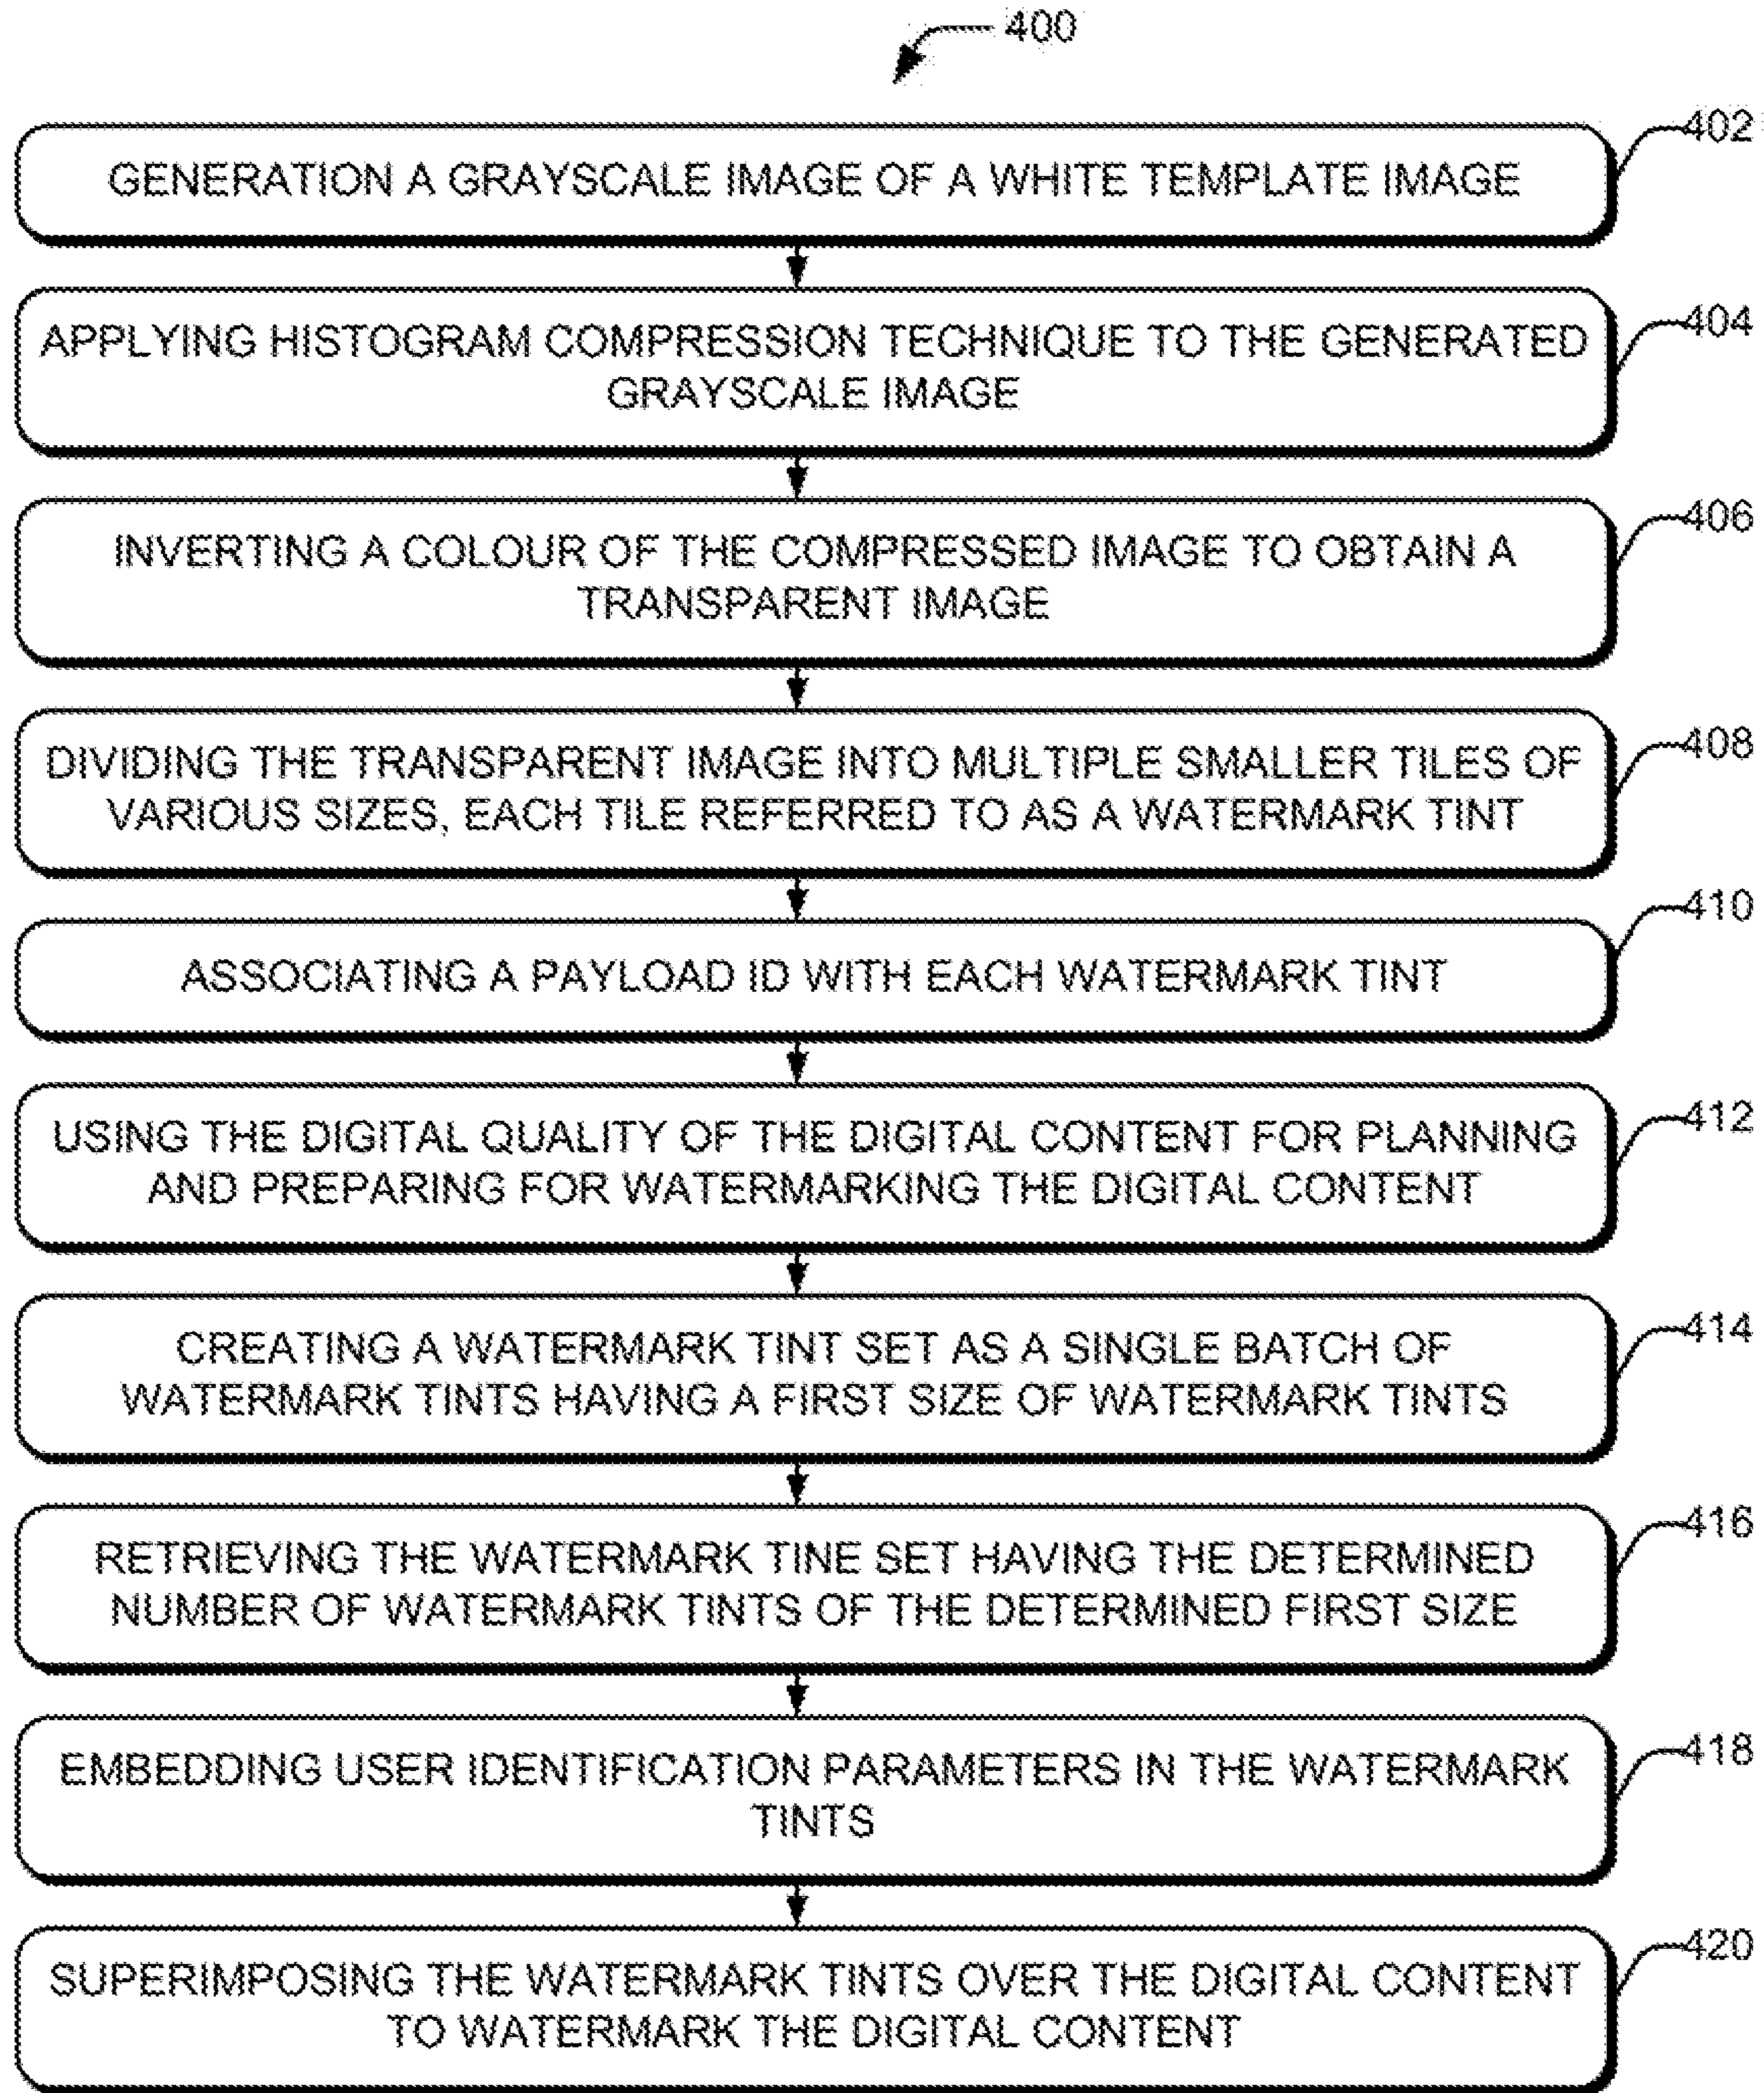 400
402
GENERATION A GRAYSCALE IMAGE OF A WHITE TEMPLATE IMAGE
404
APPLYING HISTOGRAM COMPRESSION TECHNIQUE TO THE GENERATED
GRAYSCALE IMAGE
406
INVERTING A COLOUR OF THE COMPRESSED IMAGE TO OBTAIN A
TRANSPARENT IMAGE
408
DIVIDING THE TRANSPARENT IMAGE INTO MULTIPLE SMALLER TILES OF
VARIOUS SIZES, EACH TILE REFERRED TO AS A WATERMARK TINT
410
ASSOCIATING A PAYLOAD ID WITH EACH WATERMARK TINT
412
USING THE DIGITAL QUALITY OF THE DIGITAL CONTENT FOR PLANNING
AND PREPARING FOR WATERMARKING THE DIGITAL CONTENT
414
CREATING A WATERMARK TINT SET AS A SINGLE BATCH OF
WATERMARK TINTS HAVING A FIRST SIZE OF WATERMARK TINTS
416
RETRIEVING THE WATERMARK TINE SET HAVING THE DETERMINED
NUMBER OF WATERMARK TINTS OF THE DETERMINED FIRST SIZE
418
EMBEDDING USER IDENTIFICATION PARAMETERS IN THE WATERMARK
TINTS
420
SUPERIMPOSING THE WATERMARK TINTS OVER THE DIGITAL CONTENT
TO WATERMARK THE DIGITAL CONTENT